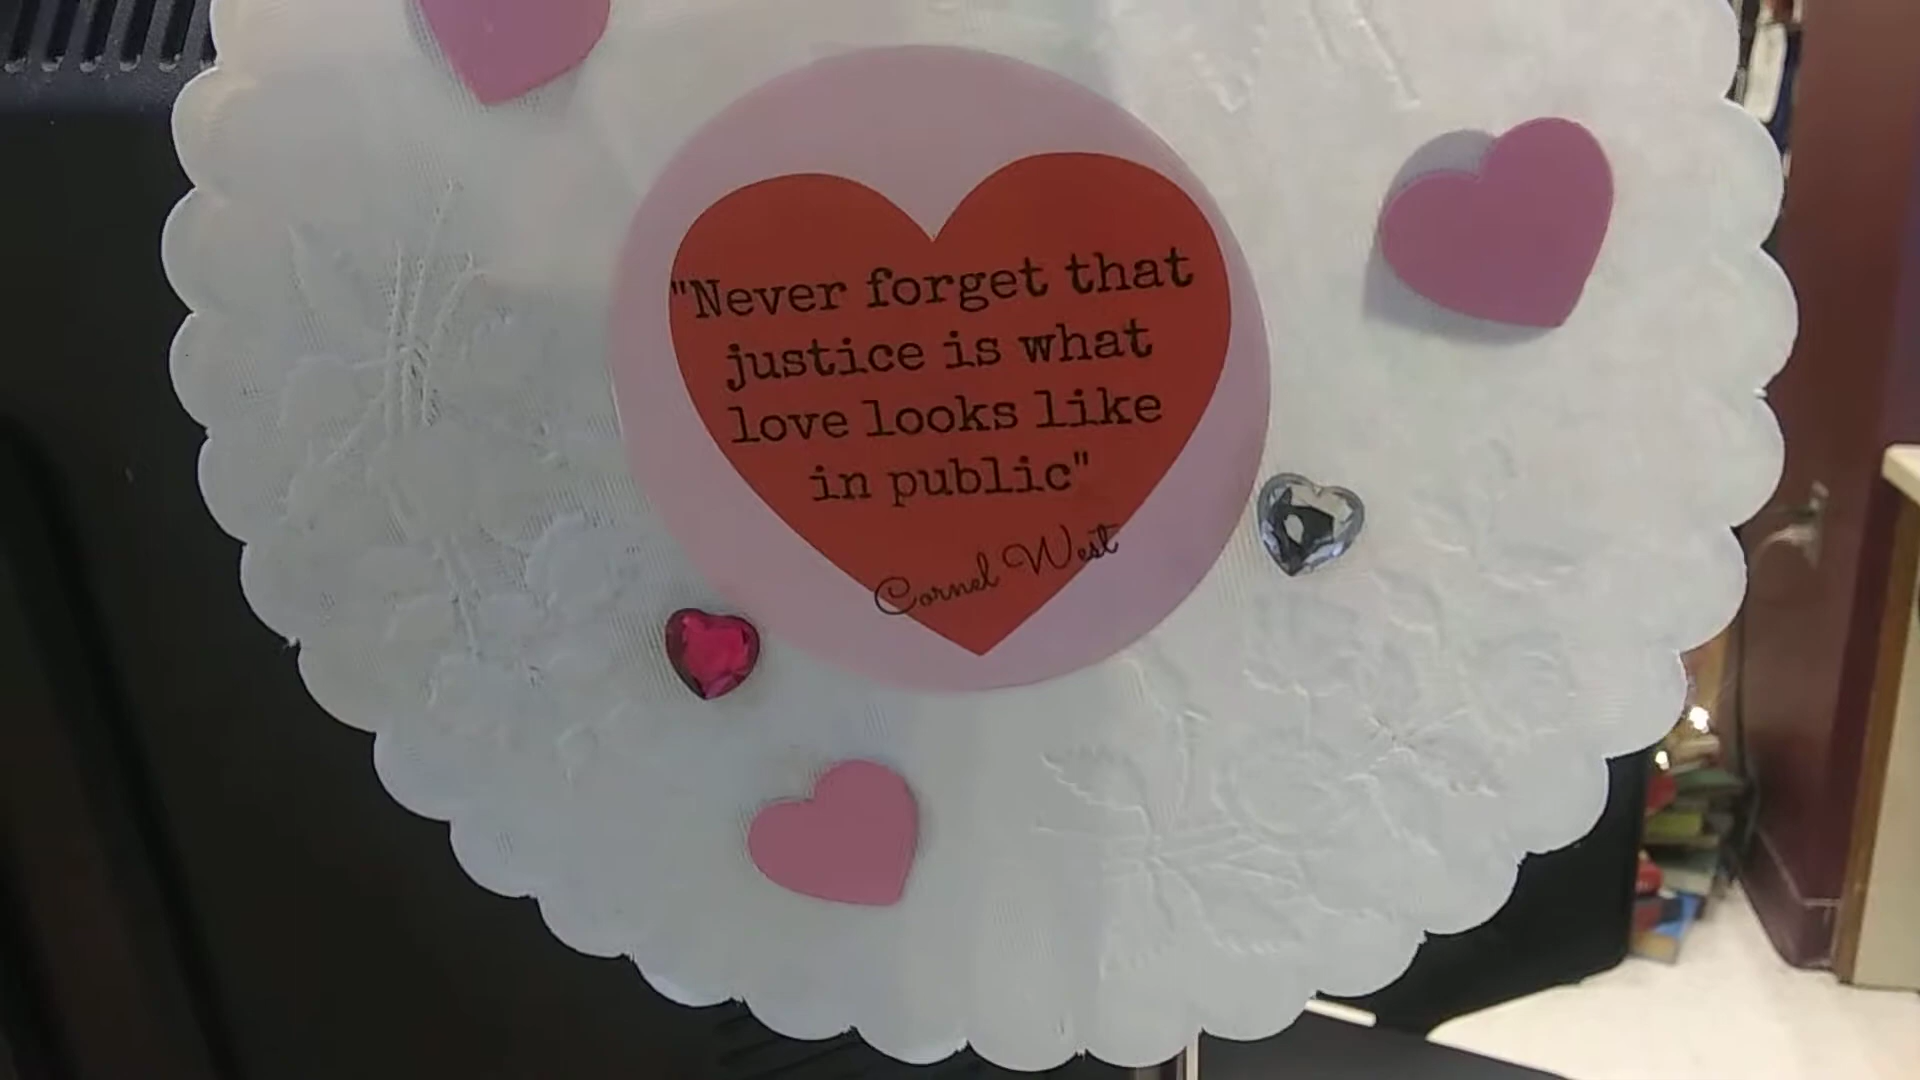 "Never forget that
justice is what
love looks like
in public"
Cornel West